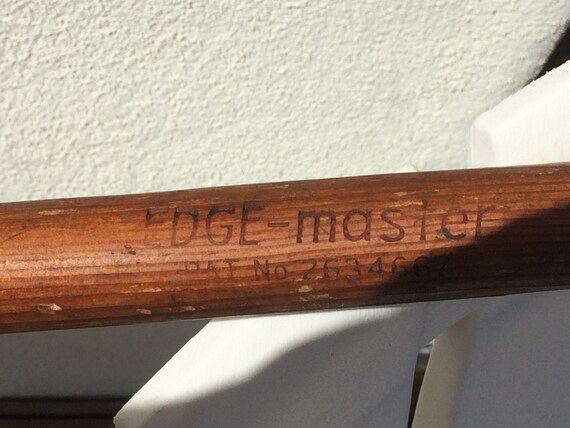 EDGE-master
PAT. No 2634667